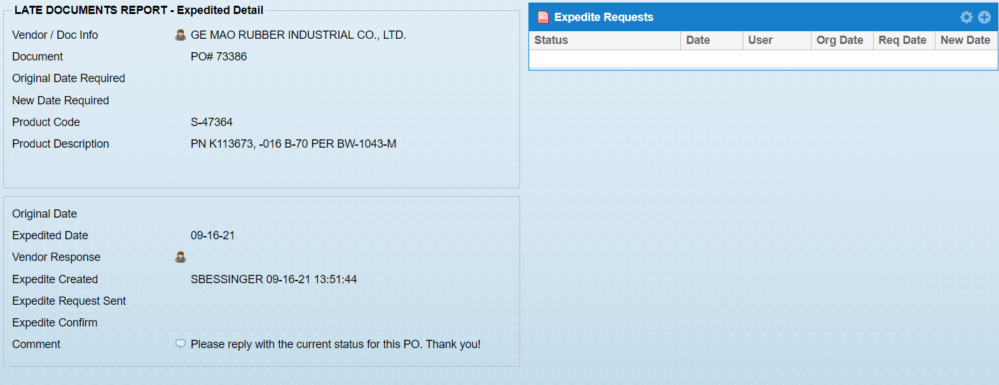 LATE DOCUMENTS REPORT - Expedited Detail
Vendor / Doc Info GE MAO RUBBER INDUSTRIAL CO., LTD.
Document PO# 73386
Original Date Required
New Date Required
Product Code S-47364
Product Description PN K113673, -016 B-70 PER BW-1043-M
Original Date
Expedited Date 09-16-21
Vendor Response
Expedite Created SBESSINGER 09-16-21 13:51:44
Expedite Request Sent
Expedite Confirm
Comment Please reply with the current status for this PO. Thank you!
Expedite Requests
Status Date User Org Date Req Date New Date